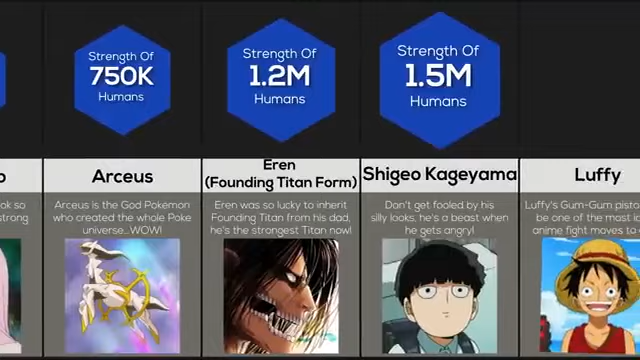 Strength Of
750K
Humans
Strength Of
1.2M
Humans
Strength Of
1.5M
Humans
Arceus
Eren
(Founding Titan Form)
Shigeo Kageyama
Luffy
so
strong
Arceus is the God Pokemon
who created the whole Poke
universe...WOW!
Eren was so lucky to inherit
Founding Titan from his dad,
he's the strongest Titan now!
Don't get fooled by his
silly looks, he's a beast when
he gets angry!
Luffy's Gum-Gum
be one of the
anime fight moves to